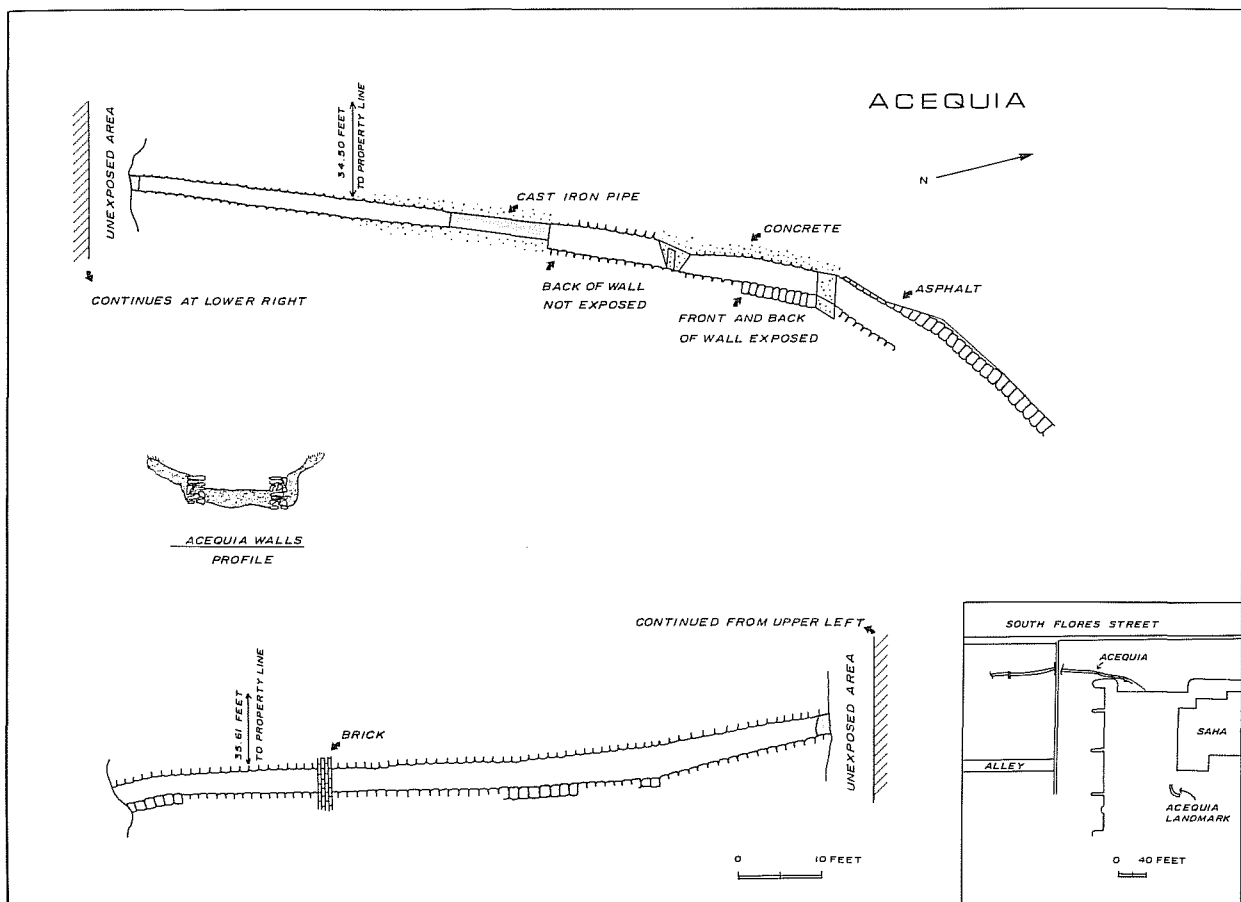 ACEQUIA
N
UNEXPOSED AREA
34.50 FEET
TO PROPERTY LINE
CAST IRON PIPE
CONCRETE
ASPHALT
CONTINUES AT LOWER RIGHT
BACK OF WALL
NOT EXPOSED
FRONT AND BACK
OF WALL EXPOSED
ACEQUIA WALLS
PROFILE
CONTINUED FROM UPPER LEFT
UNEXPOSED AREA
35.61 FEET
TO PROPERTY LINE
BRICK
0 10 FEET
SOUTH FLORES STREET
ACEQUIA
SAHA
ALLEY
ACEQUIA
LANDMARK
0 40 FEET